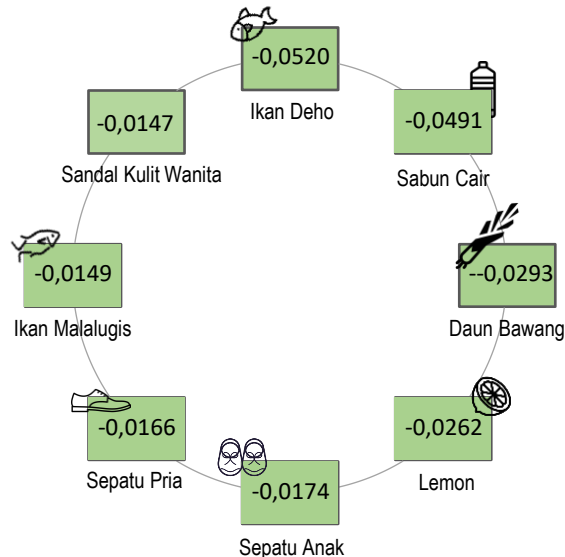 -0,0520
Ikan Deho
-0,0491
Sabun Cair
--0,0293
Daun Bawang
-0,0262
Lemon
-0,0174
Sepatu Anak
-0,0166
Sepatu Pria
-0,0149
Ikan Malalugis
-0,0147
Sandal Kulit Wanita